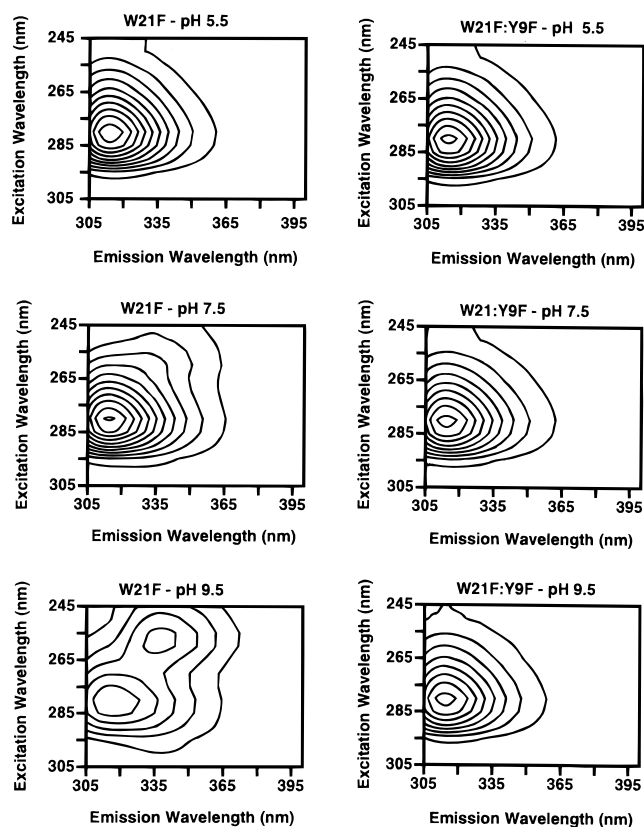 W21F - pH 5.5
Excitation Wavelength (nm)
245
265
285
305
305 335 365 395
Emission Wavelength (nm)
W21F:Y9F - pH 5.5
Excitation Wavelength (nm)
245
265
285
305
305 335 365 395
Emission Wavelength (nm)
W21F - pH 7.5
Excitation Wavelength (nm)
245
265
285
305
305 335 365 395
Emission Wavelength (nm)
W21:Y9F - pH 7.5
Excitation Wavelength (nm)
245
265
285
305
305 335 365 395
Emission Wavelength (nm)
W21F - pH 9.5
Excitation Wavelength (nm)
245
265
285
305
305 335 365 395
Emission Wavelength (nm)
W21F:Y9F - pH 9.5
Excitation Wavelength (nm)
245
265
285
305
305 335 365 395
Emission Wavelength (nm)